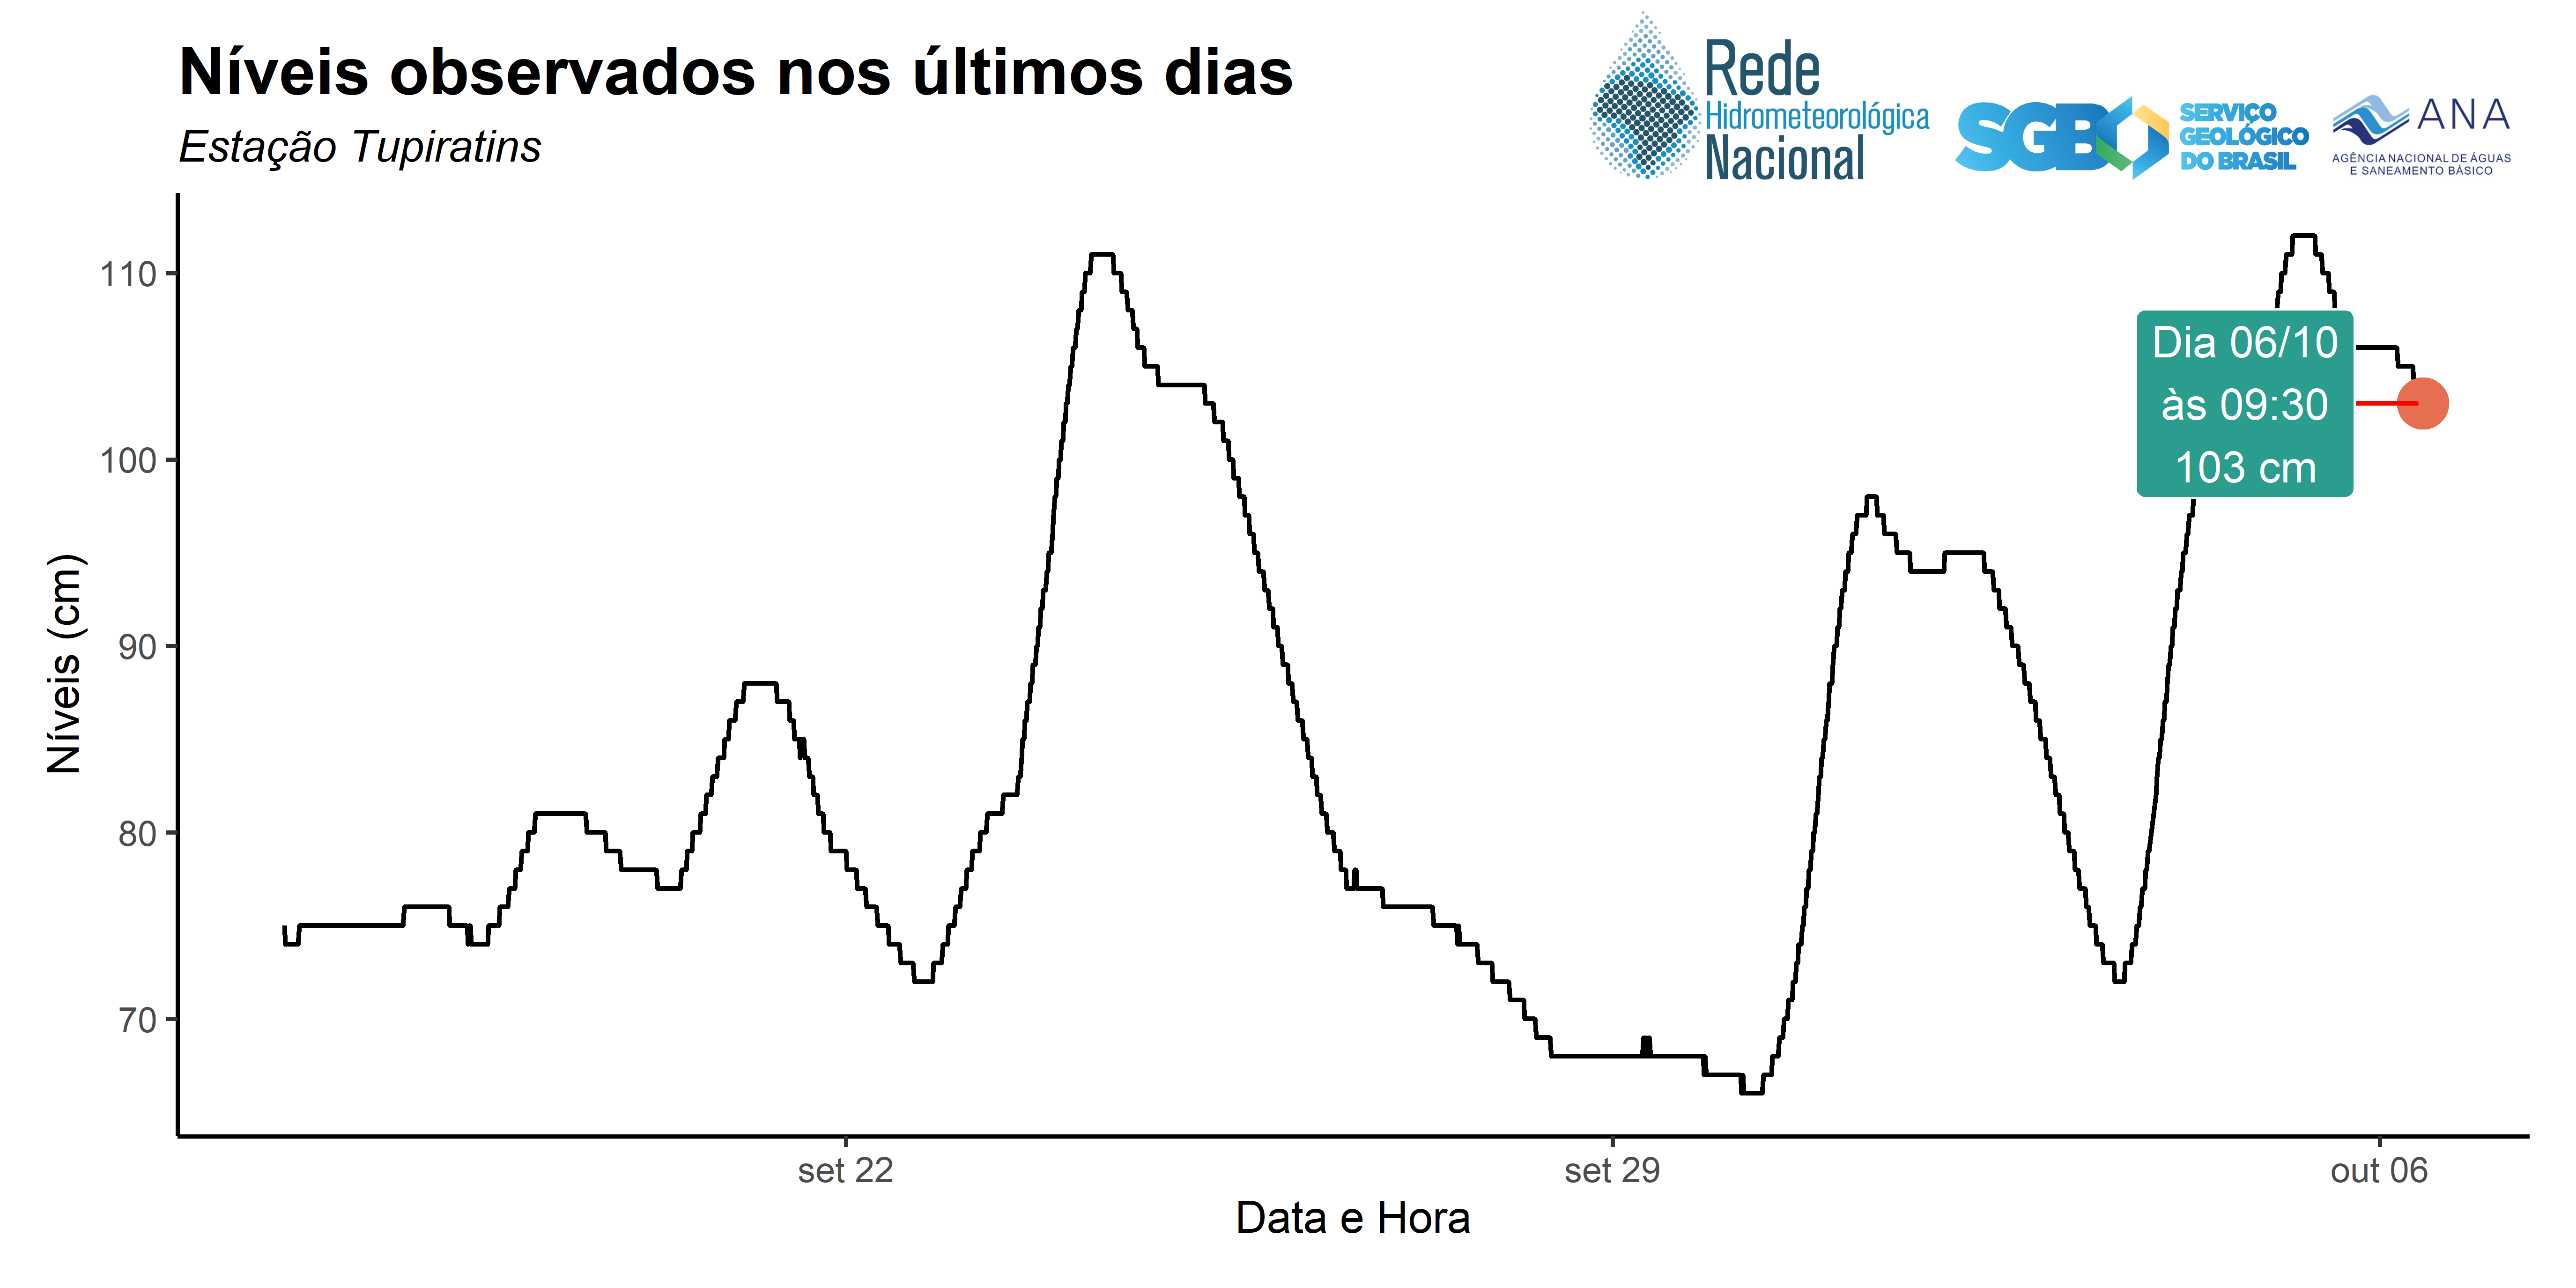 Níveis observados nos últimos dias
Estação Tupiratins
Rede
Hidrometeorológica
Nacional
SGB
SERVIÇO
GEOLÓGICO
DO BRASIL
ANA
AGÊNCIA NACIONAL DE ÁGUAS
E SANEAMENTO BÁSICO
110
100
90
80
70
Níveis (cm)
Dia 06/10
às 09:30
103 cm
set 22
set 29
out 06
Data e Hora